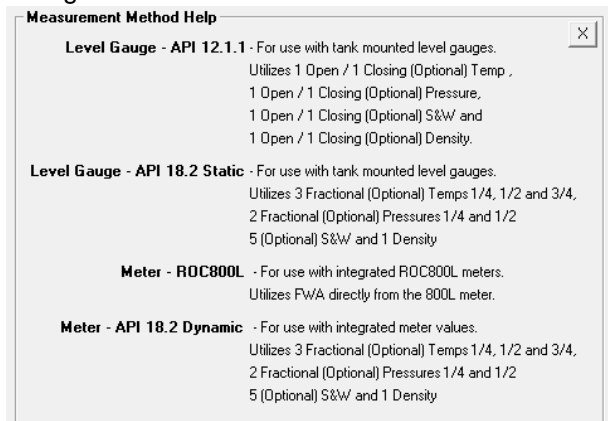 Measurement Method Help
X
Level Gauge - API 12.1.1 - For use with tank mounted level gauges.
Utilizes 1 Open / 1 Closing (Optional) Temp ,
1 Open / 1 Closing (Optional) Pressure,
1 Open / 1 Closing (Optional) S&W and
1 Open / 1 Closing (Optional) Density.
Level Gauge - API 18.2 Static - For use with tank mounted level gauges.
Utilizes 3 Fractional (Optional) Temps 1/4, 1/2 and 3/4,
2 Fractional (Optional) Pressures 1/4 and 1/2
5 (Optional) S&W and 1 Density
Meter - ROC800L - For use with integrated ROC800L meters.
Utilizes FWA directly from the 800L meter.
Meter - API 18.2 Dynamic - For use with integrated meter values.
Utilizes 3 Fractional (Optional) Temps 1/4, 1/2 and 3/4,
2 Fractional (Optional) Pressures 1/4 and 1/2
5 (Optional) S&W and 1 Density